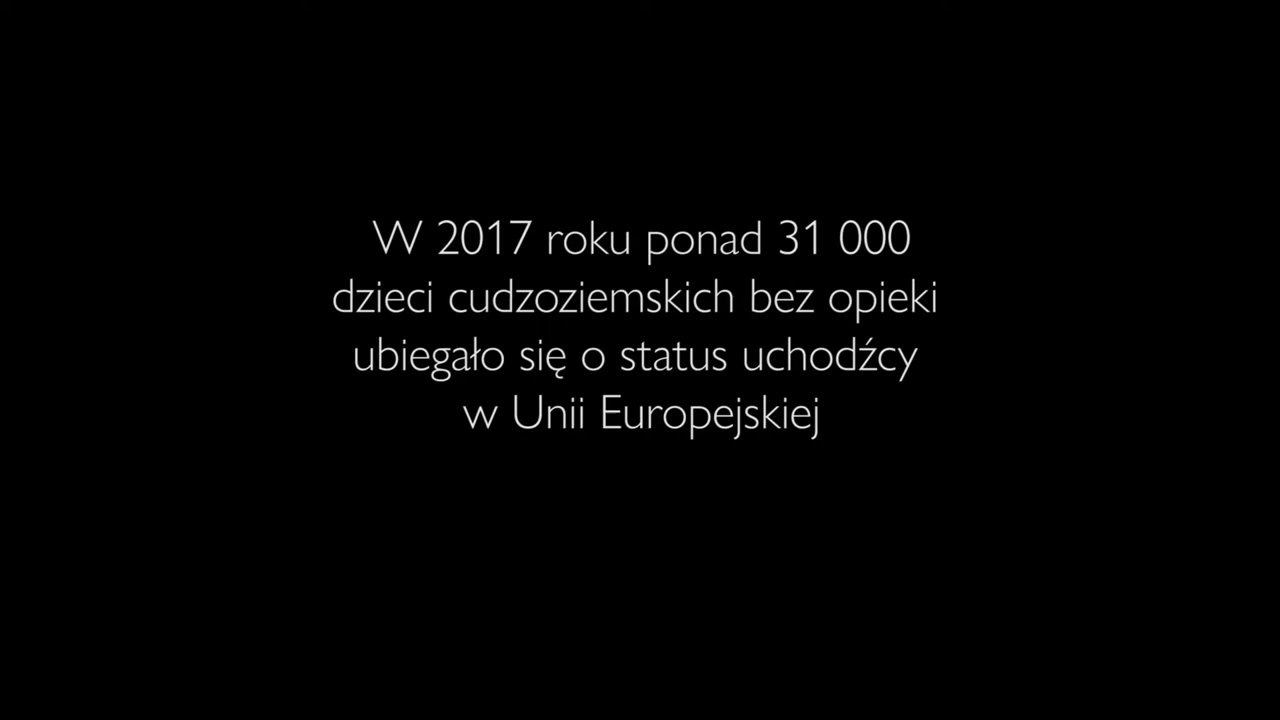 W 2017 roku ponad 31 000
dzieci cudzoziemskich bez opieki
ubiegało się o status uchodźcy
w Unii Europejskiej